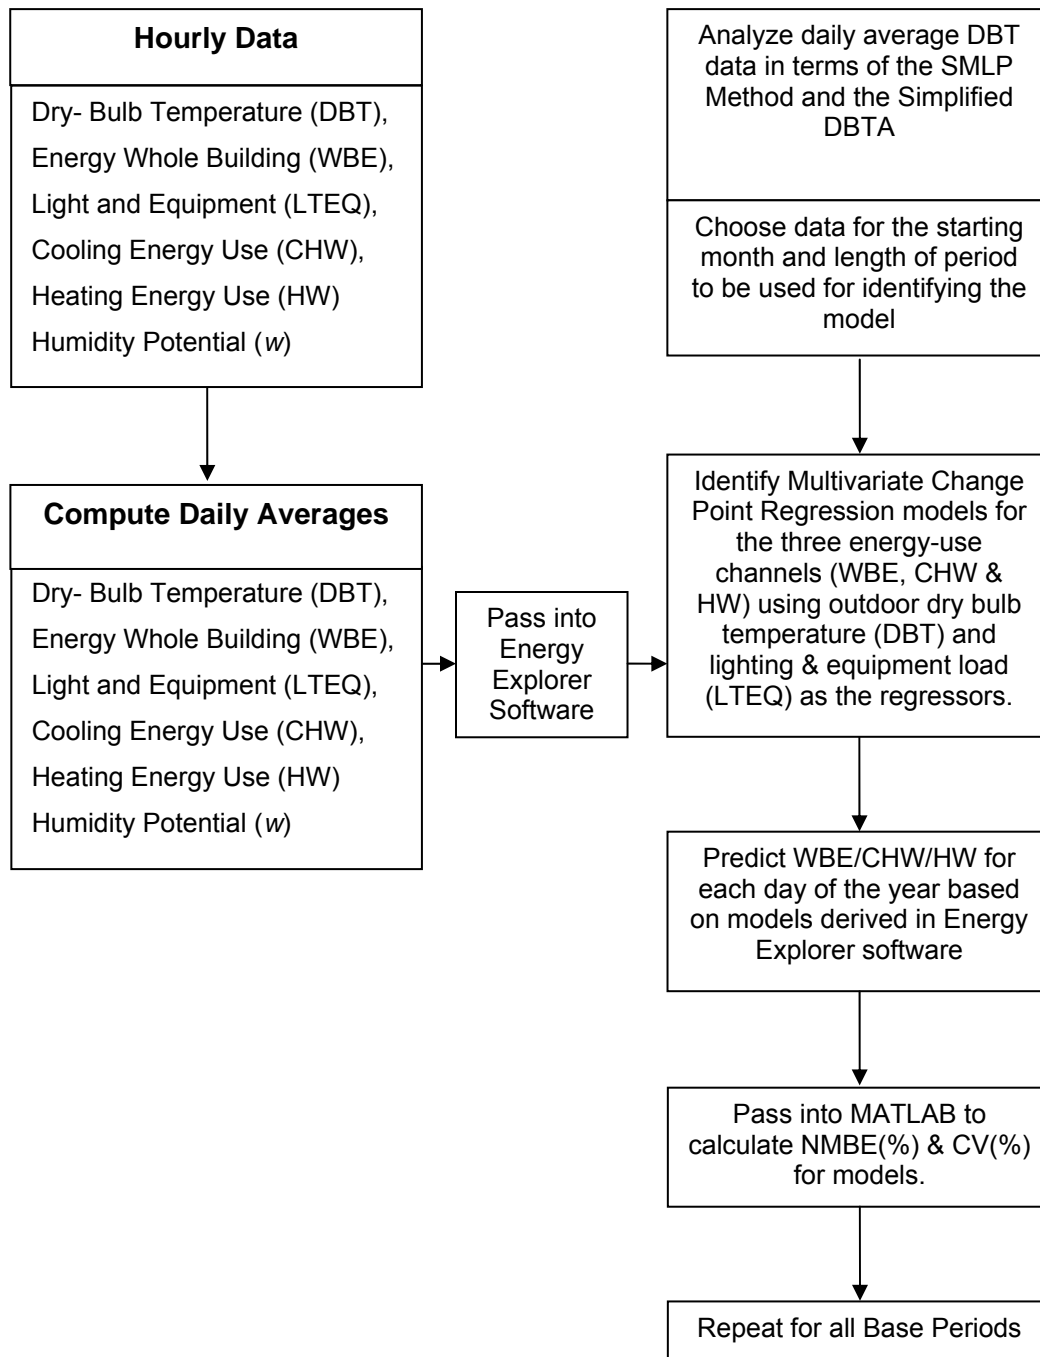 Hourly Data
Dry- Bulb Temperature (DBT),
Energy Whole Building (WBE),
Light and Equipment (LTEQ),
Cooling Energy Use (CHW),
Heating Energy Use (HW)
Humidity Potential (w)
Compute Daily Averages
Dry- Bulb Temperature (DBT),
Energy Whole Building (WBE),
Light and Equipment (LTEQ),
Cooling Energy Use (CHW),
Heating Energy Use (HW)
Humidity Potential (w)
Pass into
Energy
Explorer
Software
Analyze daily average DBT
data in terms of the SMLP
Method and the Simplified
DBTA
Choose data for the starting
month and length of period
to be used for identifying the
model
Identify Multivariate Change
Point Regression models for
the three energy-use
channels (WBE, CHW &
HW) using outdoor dry bulb
temperature (DBT) and
lighting & equipment load
(LTEQ) as the regressors.
Predict WBE/CHW/HW for
each day of the year based
on models derived in Energy
Explorer software
Pass into MATLAB to
calculate NMBE(%) & CV(%)
for models.
Repeat for all Base Periods